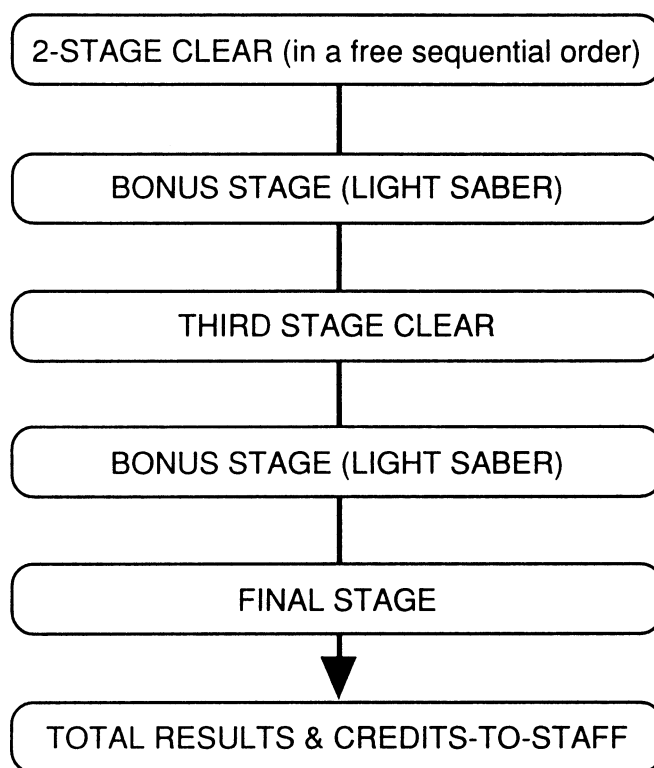 2-STAGE CLEAR (in a free sequential order)
BONUS STAGE (LIGHT SABER)
THIRD STAGE CLEAR
BONUS STAGE (LIGHT SABER)
FINAL STAGE
TOTAL RESULTS & CREDITS-TO-STAFF